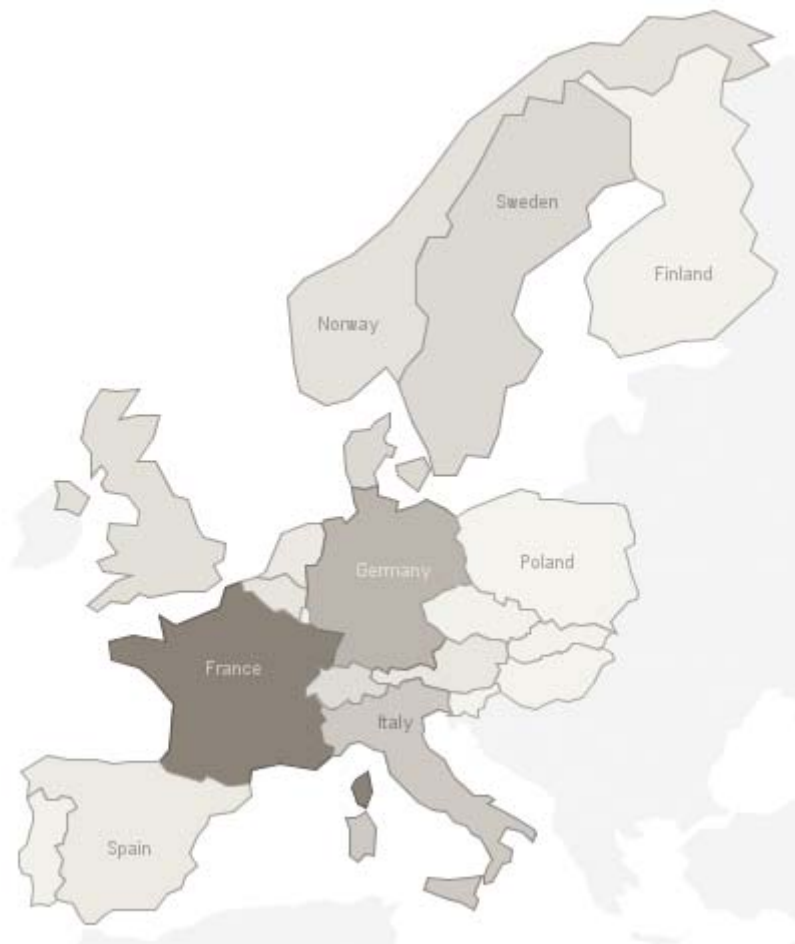 Sweden
Finland
Norway
Poland
Germany
France
Italy
Spain